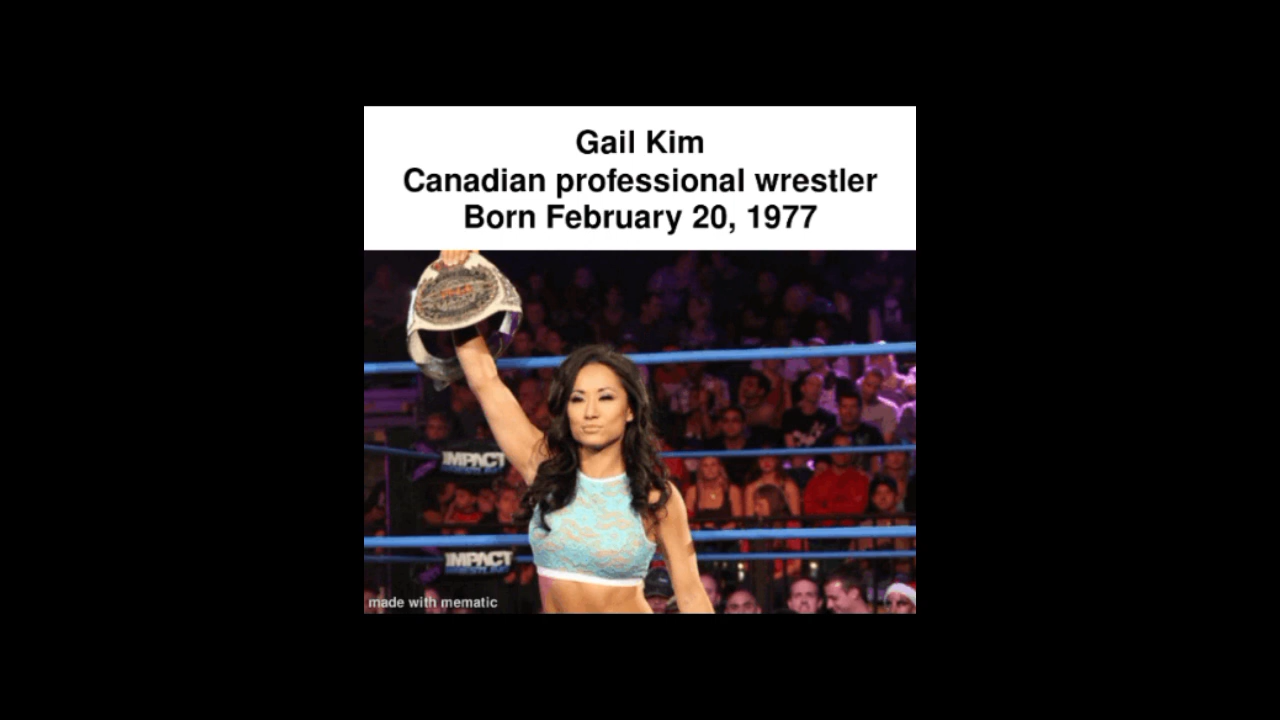 Gail Kim
Canadian professional wrestler
Born February 20, 1977
IMPACT
IMPACT
made with mematic